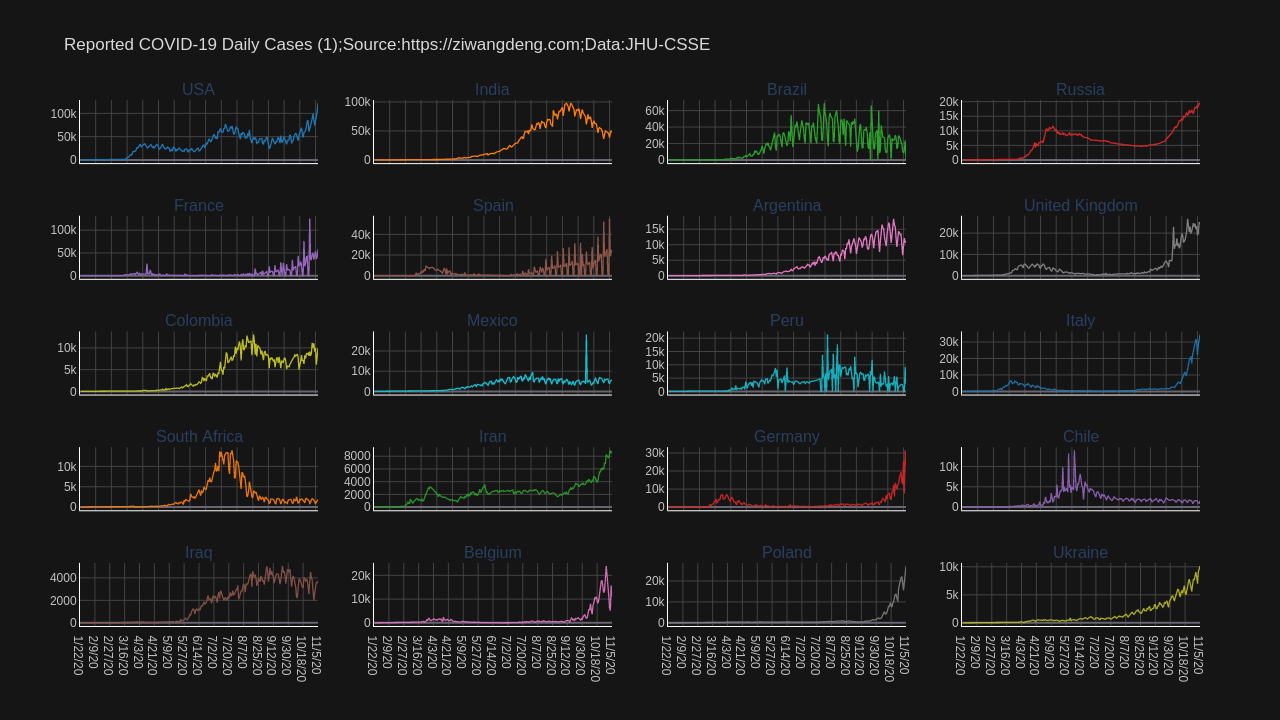 Reported COVID-19 Daily Cases (1);Source:https://ziwangdeng.com;Data:JHU-CSSE
USA
India
Brazil
Russia
100k
50k
0
100k
50k
0
60k
40k
20k
0
20k
15k
10k
5k
0
France
Spain
Argentina
United Kingdom
100k
50k
0
40k
20k
0
15k
10k
5k
0
20k
10k
0
Colombia
Mexico
Peru
Italy
10k
5k
0
20k
10k
0
20k
15k
10k
5k
0
30k
20k
10k
0
South Africa
Iran
Germany
Chile
10k
5k
0
8000
6000
4000
2000
0
30k
20k
10k
0
10k
5k
0
Iraq
Belgium
Poland
Ukraine
4000
2000
0
20k
10k
0
20k
10k
0
10k
5k
0
1/22/20
2/9/20
3/16/20
4/3/20
4/21/20
5/9/20
5/27/20
6/14/20
7/2/20
7/20/20
8/7/20
8/25/20
9/12/20
9/30/20
10/18/20
11/5/20
1/22/20
2/9/20
2/27/20
3/16/20
4/3/20
4/21/20
5/9/20
5/27/20
6/14/20
7/2/20
7/20/20
8/7/20
8/25/20
9/12/20
9/30/20
10/18/20
11/5/20
1/22/20
2/9/20
2/27/20
3/16/20
4/3/20
4/21/20
5/9/20
5/27/20
6/14/20
7/2/20
7/20/20
8/7/20
8/25/20
9/12/20
9/30/20
10/18/20
11/5/20
1/22/20
2/9/20
2/27/20
3/16/20
4/3/20
4/21/20
5/9/20
5/27/20
6/14/20
7/2/20
7/20/20
8/7/20
8/25/20
9/12/20
9/30/20
10/18/20
11/5/20